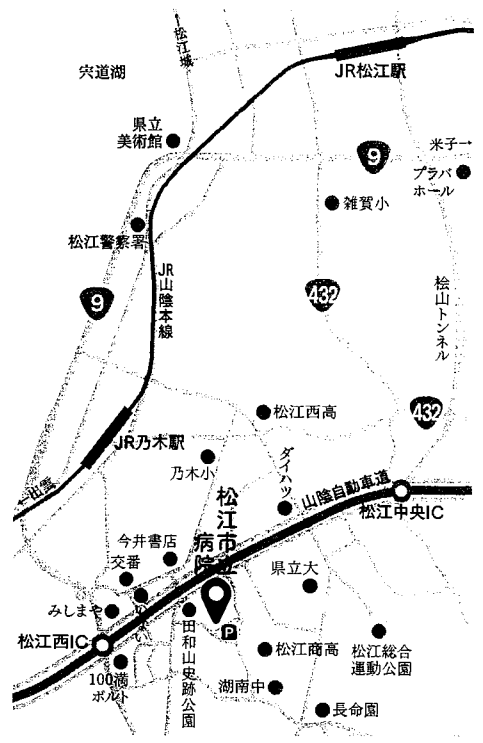 ←松江城
宍道湖
JR松江駅
県立
美術館
9
米子→
プラバ
ホール
雑賀小
松江警察署
JR山陰本線
9
432
桧山トンネル
432
松江西高
JR乃木駅
乃木小
ダイハツ
山陰自動車道
←出雲
松江中央IC
松江市立
病院
今井書店
交番
県立大
みしまや
松江西IC
田和山史跡公園
P
松江商高
松江総合
運動公園
100満
ボルト
湖南中
長命園